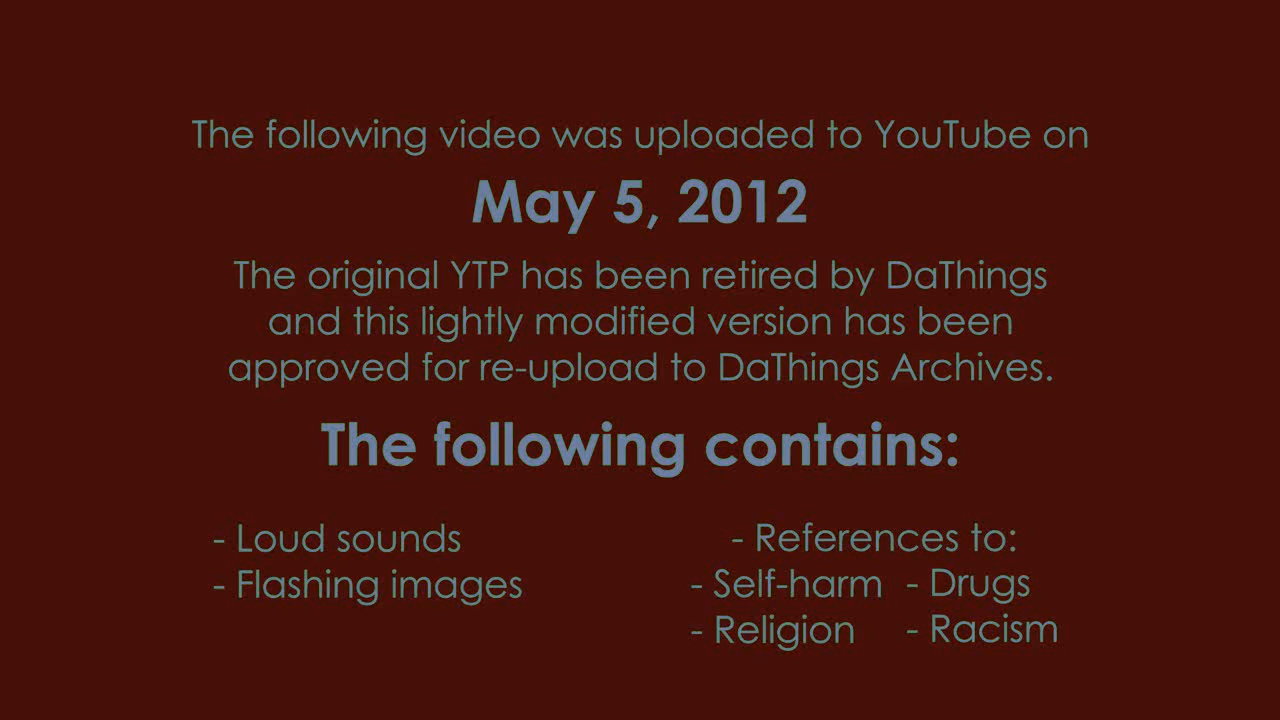 The following video was uploaded to YouTube on
May 5, 2012
The original YTP has been retired by DaThings
and this lightly modified version has been
approved for re-upload to DaThings Archives.
The following contains:
- Loud sounds
- Flashing images
- References to:
- Self-harm - Drugs
- Religion - Racism